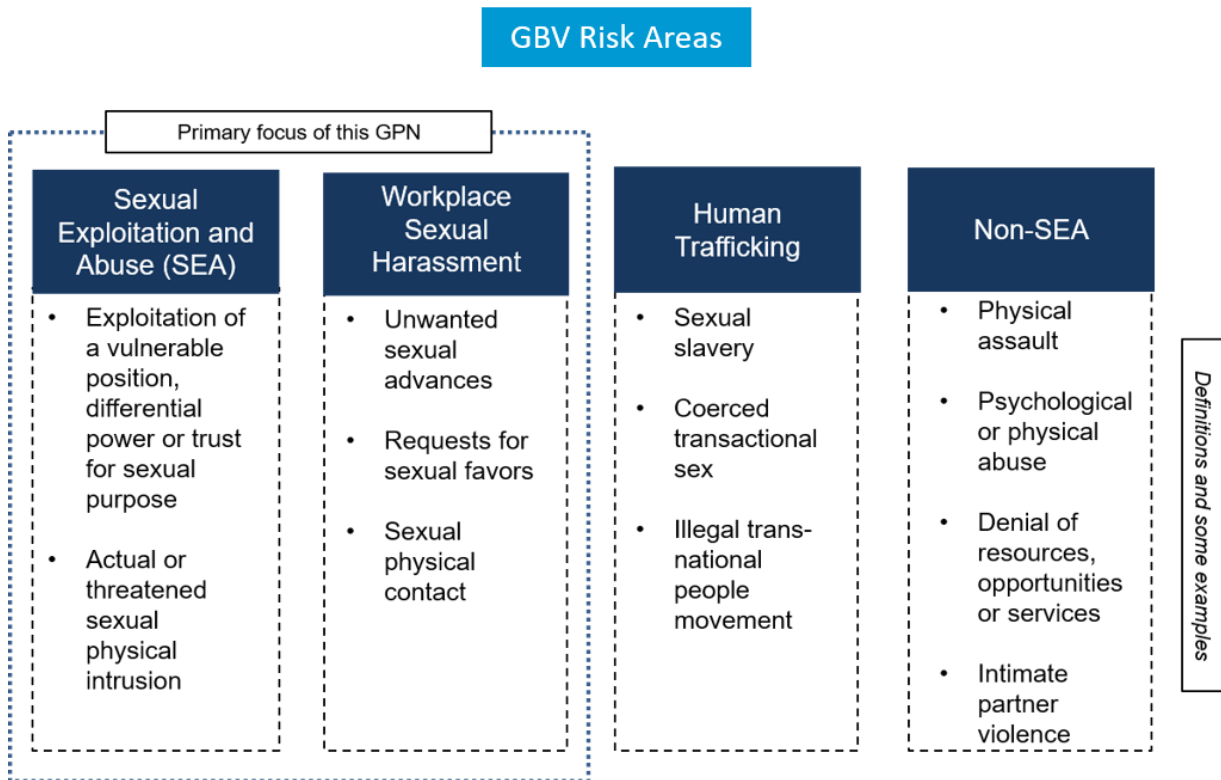 GBV Risk Areas
Primary focus of this GPN
Sexual
Exploitation and
Abuse (SEA)
• Exploitation of
a vulnerable
position,
differential
power or trust
for sexual
purpose
• Actual or
threatened
sexual
physical
intrusion
Workplace
Sexual
Harassment
• Unwanted
sexual
advances
• Requests for
sexual favors
• Sexual
physical
contact
Human
Trafficking
• Sexual
slavery
• Coerced
transactional
sex
• Illegal trans-
national
people
movement
Non-SEA
• Physical
assault
• Psychological
or physical
abuse
• Denial of
resources,
opportunities
or services
• Intimate
partner
violence
Definitions and some examples